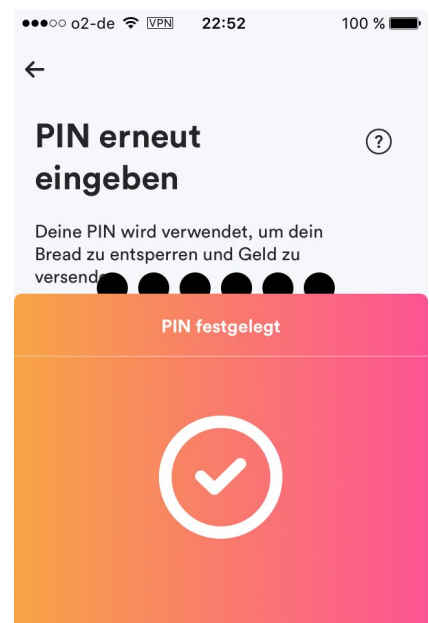 ●●●○○ o2-de VPN 22:52 100 %
PIN erneut
eingeben
?
Deine PIN wird verwendet, um dein
Bread zu entsperren und Geld zu
PIN festgelegt